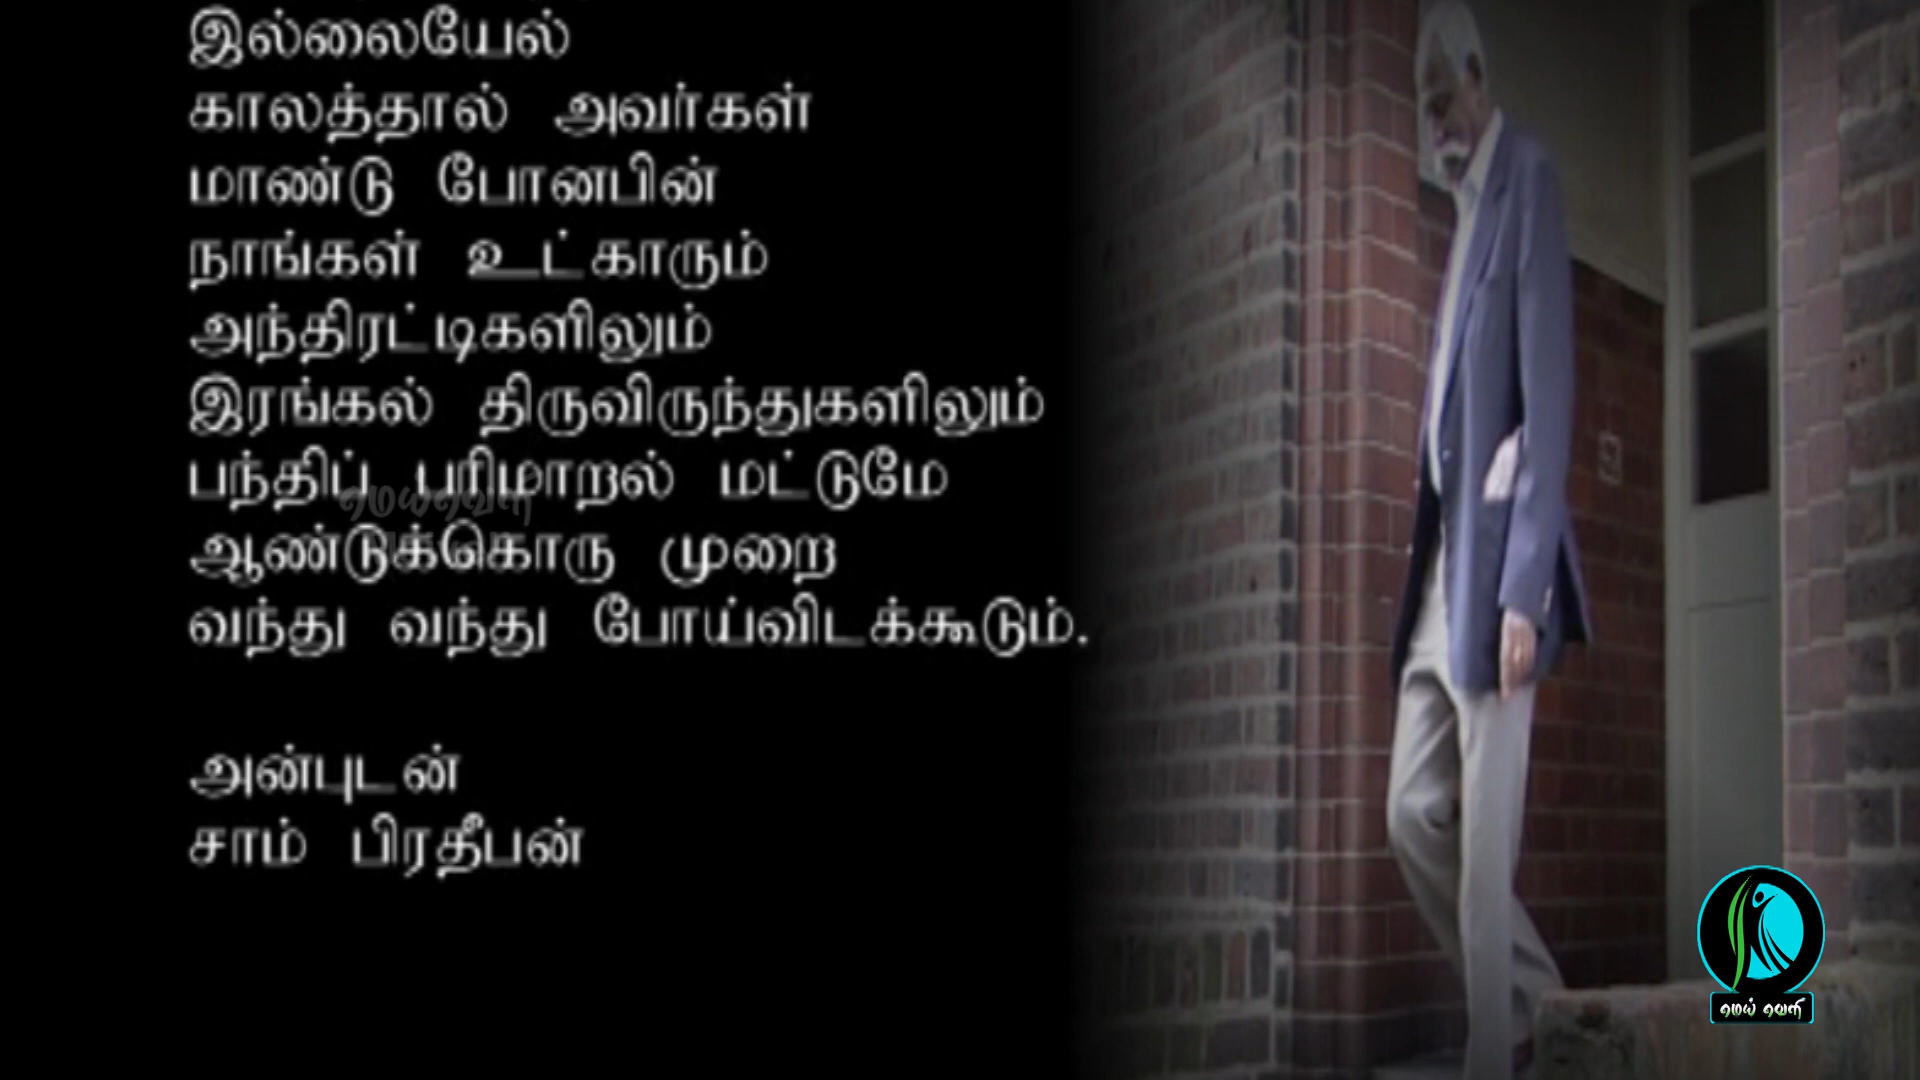 இல்லையேல்
காலத்தால் அவர்கள்
மாண்டு போனபின்
நாங்கள் உட்காரும்
அந்திரட்டிகளிலும்
இரங்கல் திருவிருந்துகளிலும்
பந்திப் பரிமாறல் மட்டுமே
ஆண்டுக்கொரு முறை
வந்து வந்து போய்விடக்கூடும்.
அன்புடன்
சாம் பிரதீபன்
மெய் வெளி